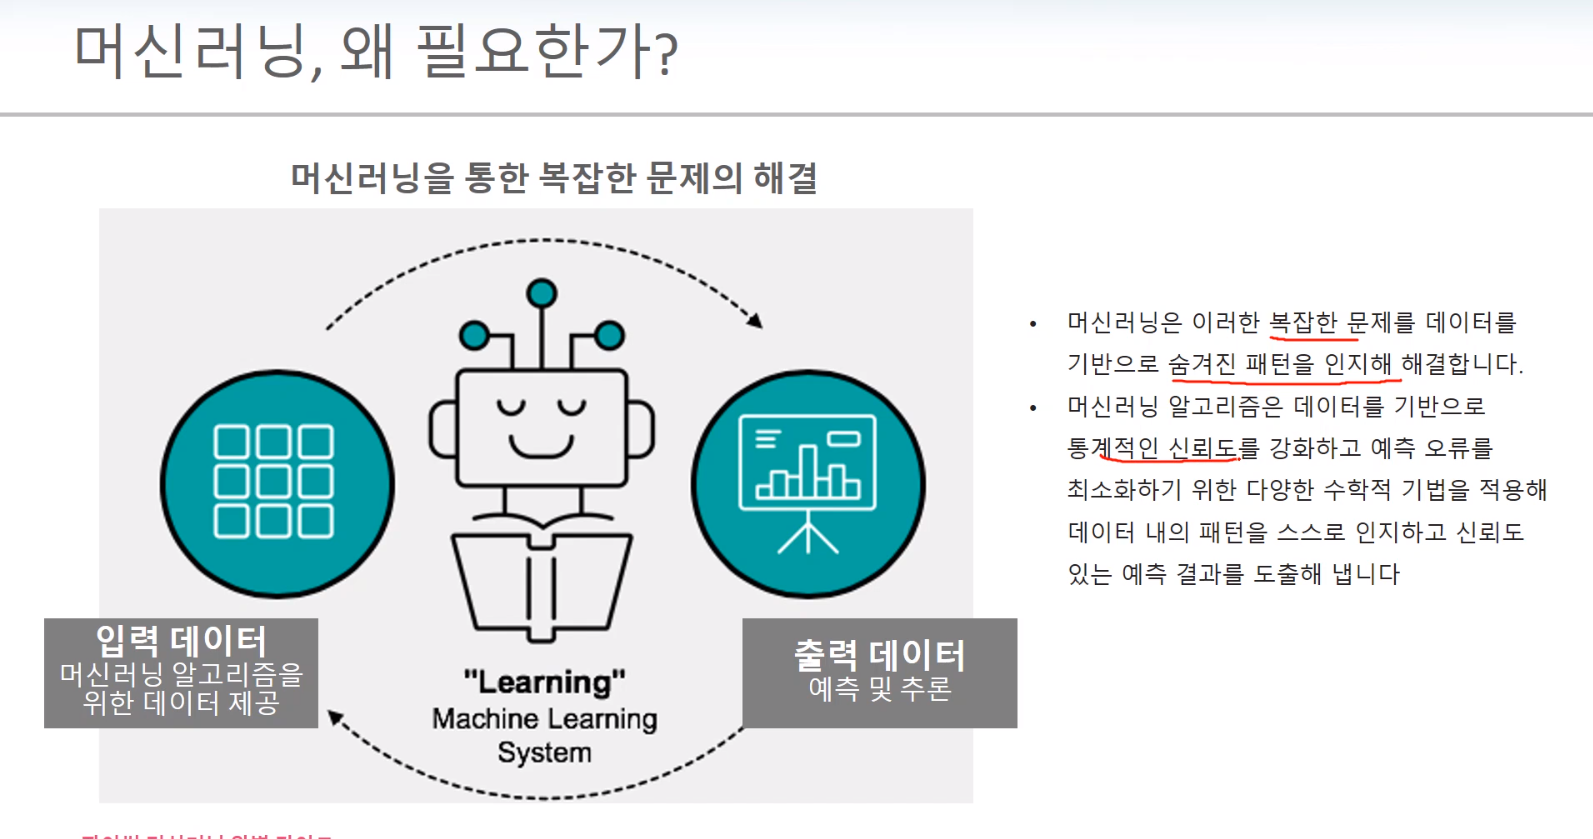 머신러닝, 왜 필요한가?
머신러닝을 통한 복잡한 문제의 해결
입력 데이터
머신러닝 알고리즘을
위한 데이터 제공
"Learning"
Machine Learning
System
출력 데이터
예측 및 추론
• 머신러닝은 이러한 복잡한 문제를 데이터를
기반으로 숨겨진 패턴을 인지해 해결합니다.
• 머신러닝 알고리즘은 데이터를 기반으로
통계적인 신뢰도를 강화하고 예측 오류를
최소화하기 위한 다양한 수학적 기법을 적용해
데이터 내의 패턴을 스스로 인지하고 신뢰도
있는 예측 결과를 도출해 냅니다